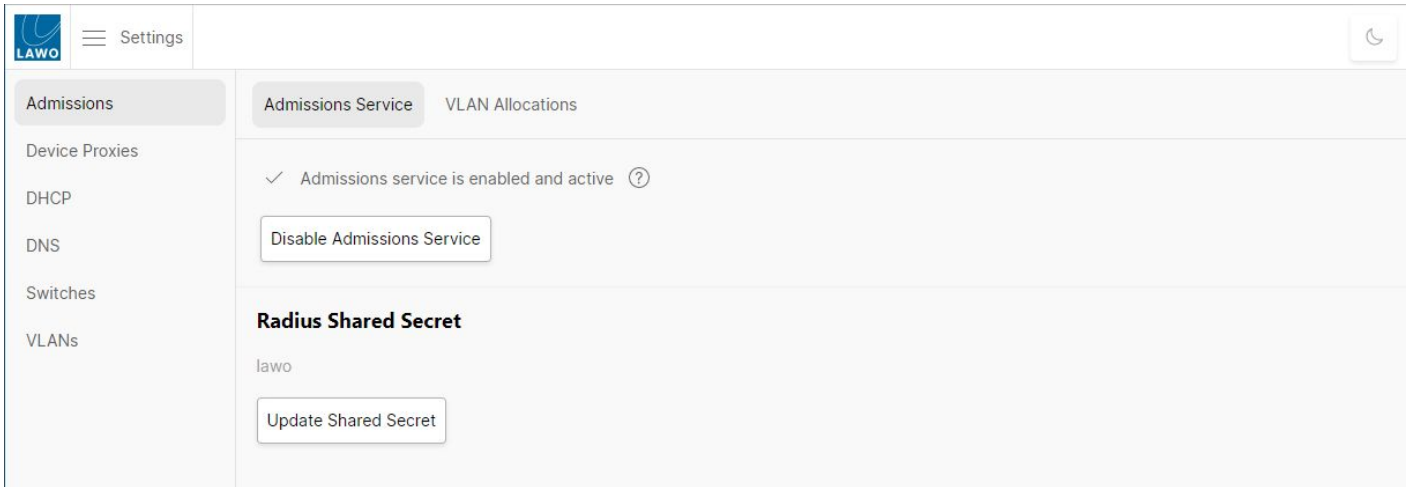 LAWO
Settings
Admissions
Device Proxies
DHCP
DNS
Switches
VLANs
Admissions Service VLAN Allocations
Admissions service is enabled and active ?
Disable Admissions Service
Radius Shared Secret
lawo
Update Shared Secret